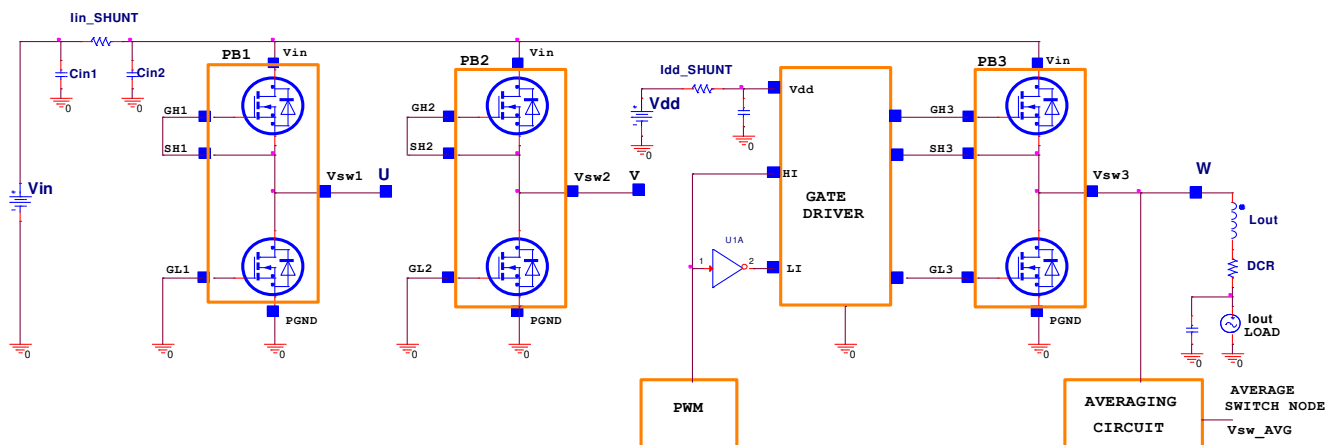 Iin_SHUNT
Cin1
Cin2
Vin
0
0
0
PB1
Vin
GH1
SH1
Vsw1
U
GL1
PGND
0
0
PB2
Vin
GH2
SH2
Vsw2
V
GL2
PGND
0
0
Idd_SHUNT
Vdd
0
0
Vdd
HI
LI
GATE
DRIVER
U1A
1
2
0
PWM
PB3
Vin
GH3
SH3
GL3
Vsw3
PGND
0
W
Lout
DCR
Iout
LOAD
0
0
AVERAGING
CIRCUIT
AVERAGE
SWITCH NODE
Vsw_AVG